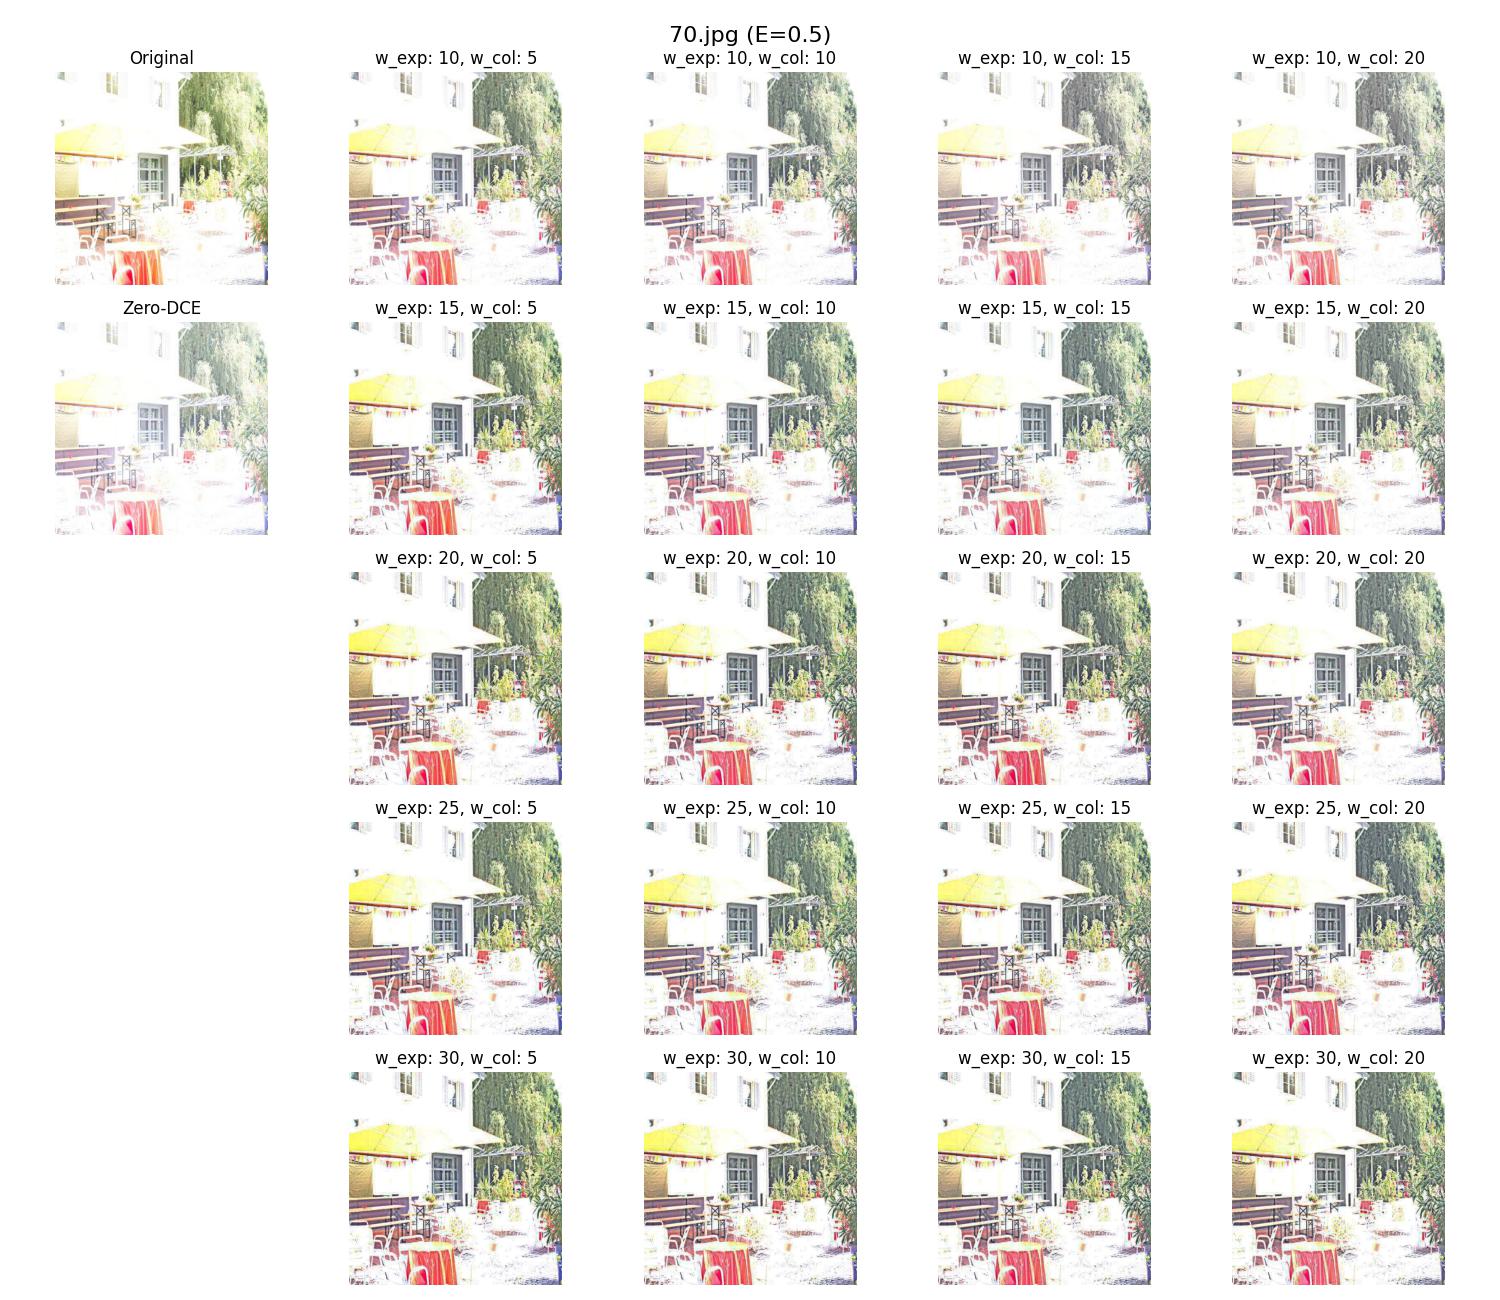 70.jpg (E=0.5)
Original
w_exp: 10, w_col: 5
w_exp: 10, w_col: 10
w_exp: 10, w_col: 15
w_exp: 10, w_col: 20
Zero-DCE
w_exp: 15, w_col: 5
w_exp: 15, w_col: 10
w_exp: 15, w_col: 15
w_exp: 15, w_col: 20
w_exp: 20, w_col: 5
w_exp: 20, w_col: 10
w_exp: 20, w_col: 15
w_exp: 20, w_col: 20
w_exp: 25, w_col: 5
w_exp: 25, w_col: 10
w_exp: 25, w_col: 15
w_exp: 25, w_col: 20
w_exp: 30, w_col: 5
w_exp: 30, w_col: 10
w_exp: 30, w_col: 15
w_exp: 30, w_col: 20